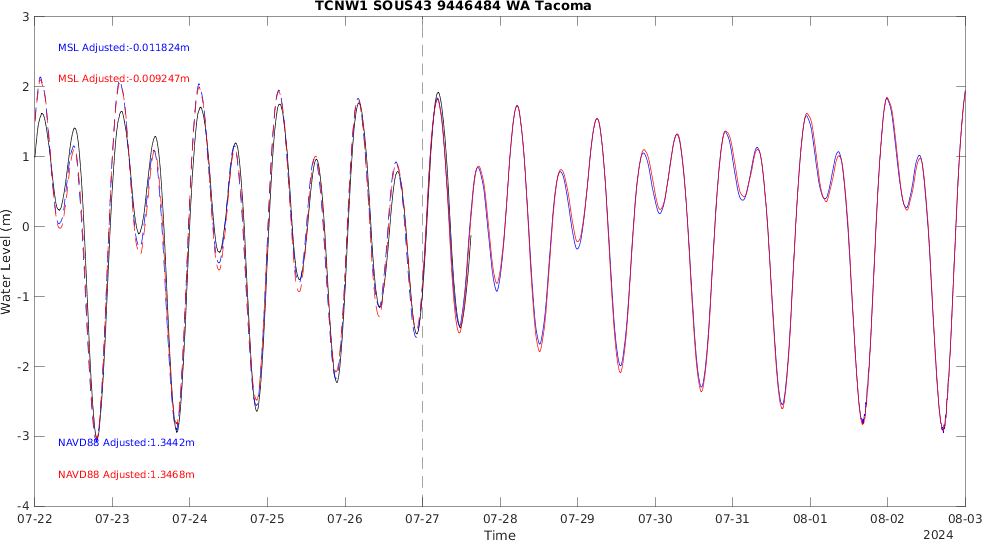 TCNW1 SOUS43 9446484 WA Tacoma
3
MSL Adjusted:-0.011824m
MSL Adjusted:-0.009247m
2
1
0
-1
-2
-3
-4
Water Level (m)
NAVD88 Adjusted:1.3442m
NAVD88 Adjusted:1.3468m
07-22 07-23 07-24 07-25 07-26 07-27 07-28 07-29 07-30 07-31 08-01 08-02 08-03
Time
2024